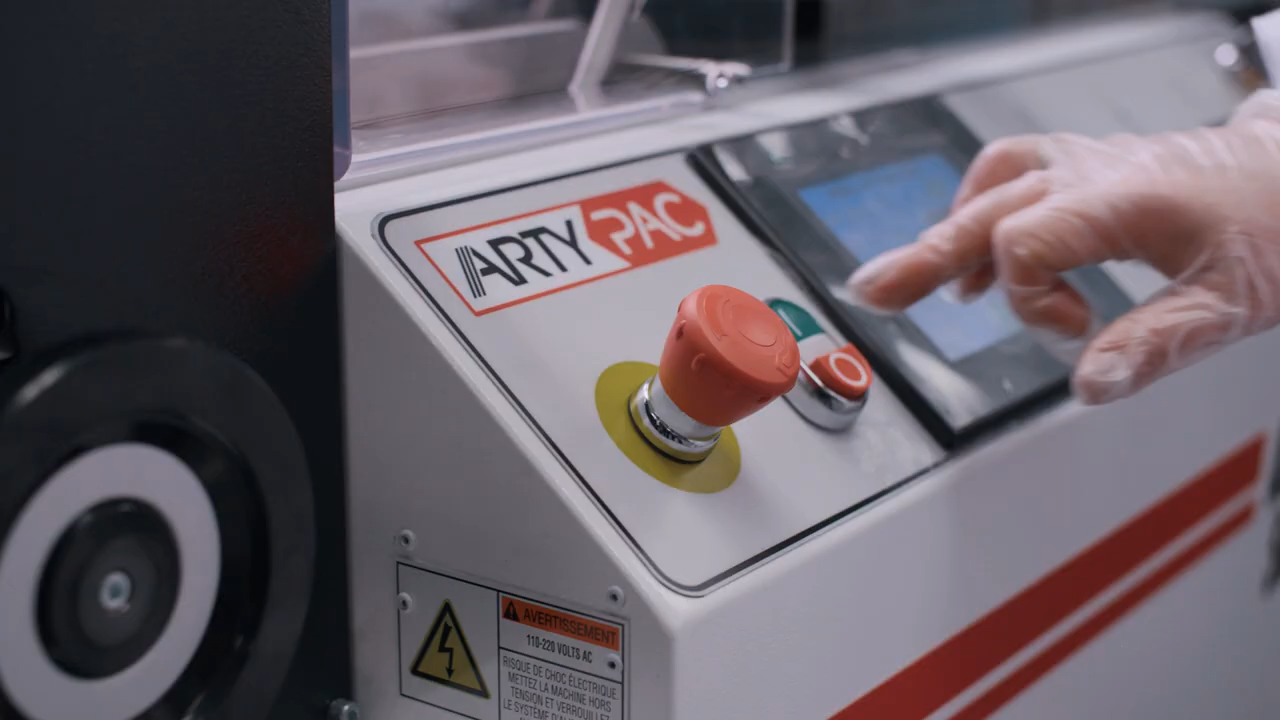 ARTYPAC
AVERTISSEMENT
110-220 VOLTS AC
RISQUE DE CHOC ÉLECTRIQUE
METTEZ LA MACHINE HORS
TENSION ET VERROUILLEZ
LE SYSTÈME